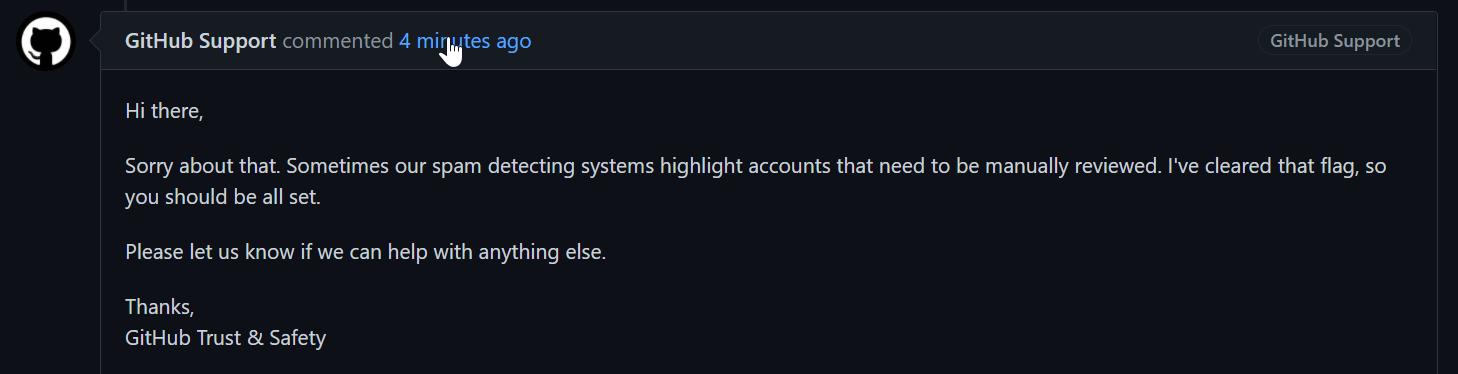 GitHub Support commented 4 minutes ago
GitHub Support
Hi there,
Sorry about that. Sometimes our spam detecting systems highlight accounts that need to be manually reviewed. I've cleared that flag, so
you should be all set.
Please let us know if we can help with anything else.
Thanks,
GitHub Trust & Safety